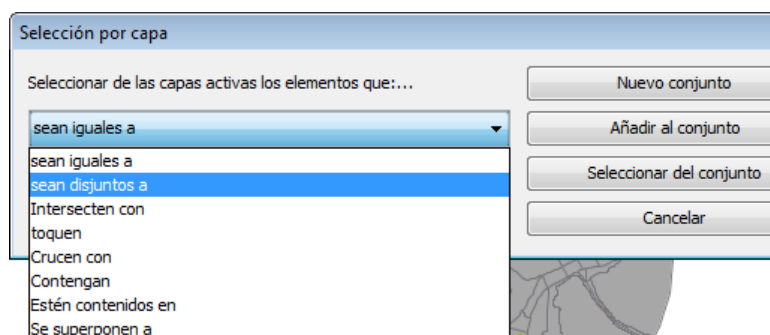 Selección por capa
Seleccionar de las capas activas los elementos que:...
Nuevo conjunto
sean iguales a
Añadir al conjunto
sean iguales a
sean disjuntos a
Seleccionar del conjunto
Intersecten con
toquen
Cancelar
Crucen con
Contengan
Estén contenidos en
Se superponen a